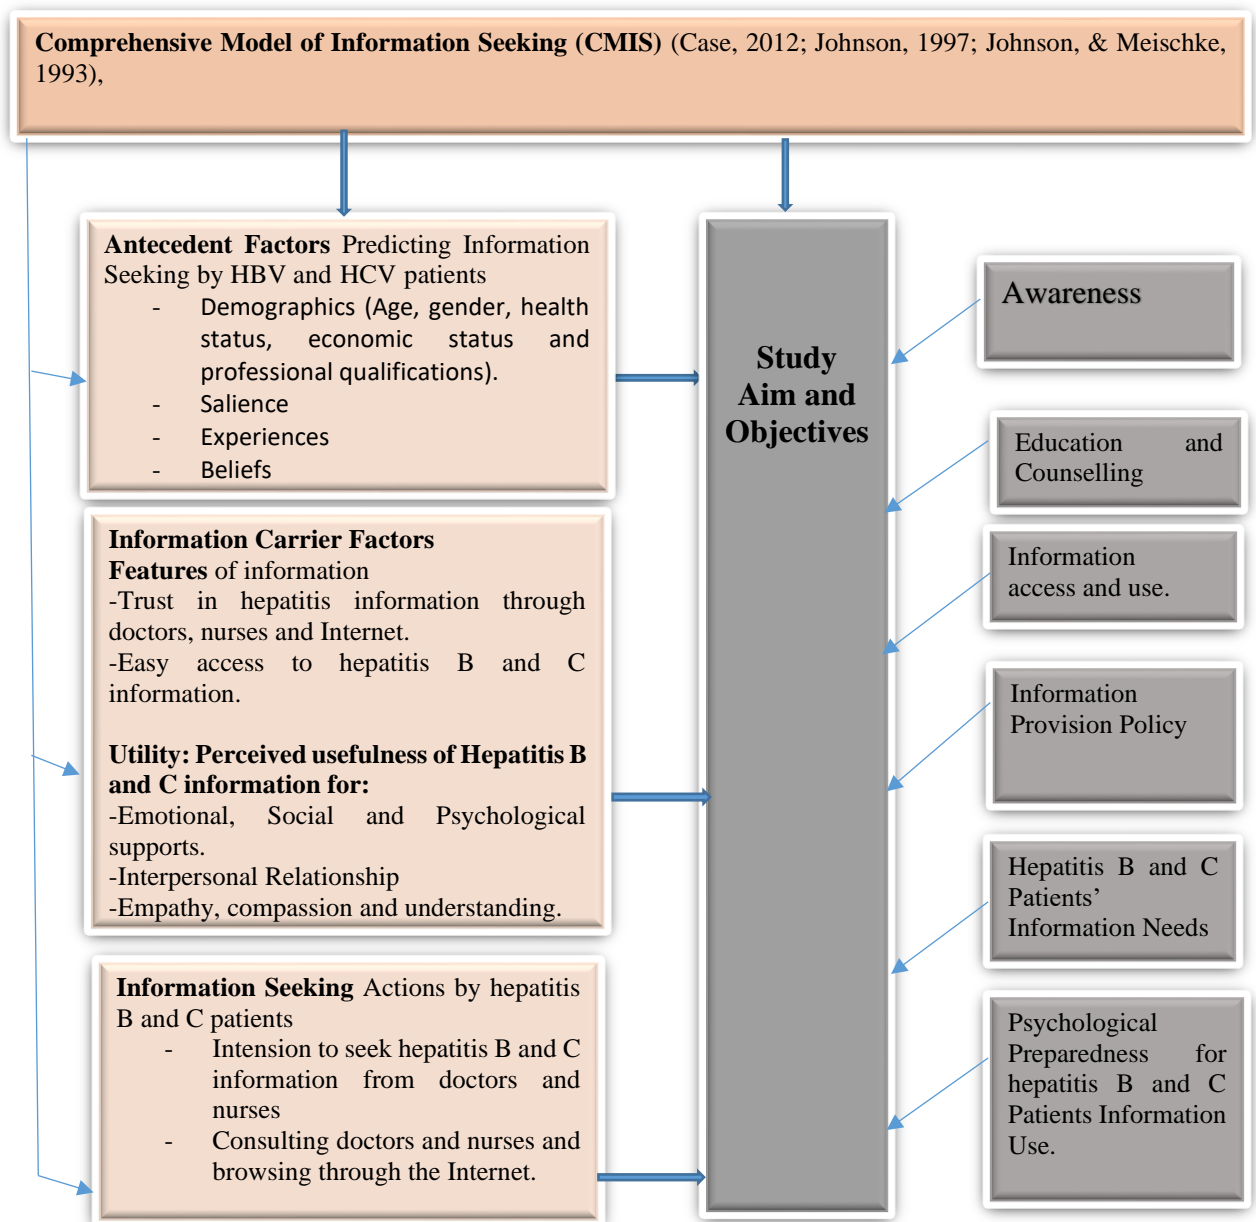 Comprehensive Model of Information Seeking (CMIS) (Case, 2012; Johnson, 1997; Johnson, & Meischke,
1993),
Antecedent Factors Predicting Information
Seeking by HBV and HCV patients
- Demographics (Age, gender, health
status, economic status and
professional qualifications).
- Salience
- Experiences
- Beliefs
Information Carrier Factors
Features of information
-Trust in hepatitis information through
doctors, nurses and Internet.
-Easy access to hepatitis B and C
information.
Utility: Perceived usefulness of Hepatitis B
and C information for:
-Emotional, Social and Psychological
supports.
-Interpersonal Relationship
-Empathy, compassion and understanding.
Information Seeking Actions by hepatitis
B and C patients
- Intension to seek hepatitis B and C
information from doctors and
nurses
- Consulting doctors and nurses and
browsing through the Internet.
Study
Aim and
Objectives
Awareness
Education and
Counselling
Information
access and use.
Information
Provision Policy
Hepatitis B and C
Patients’
Information Needs
Psychological
Preparedness for
hepatitis B and C
Patients Information
Use.